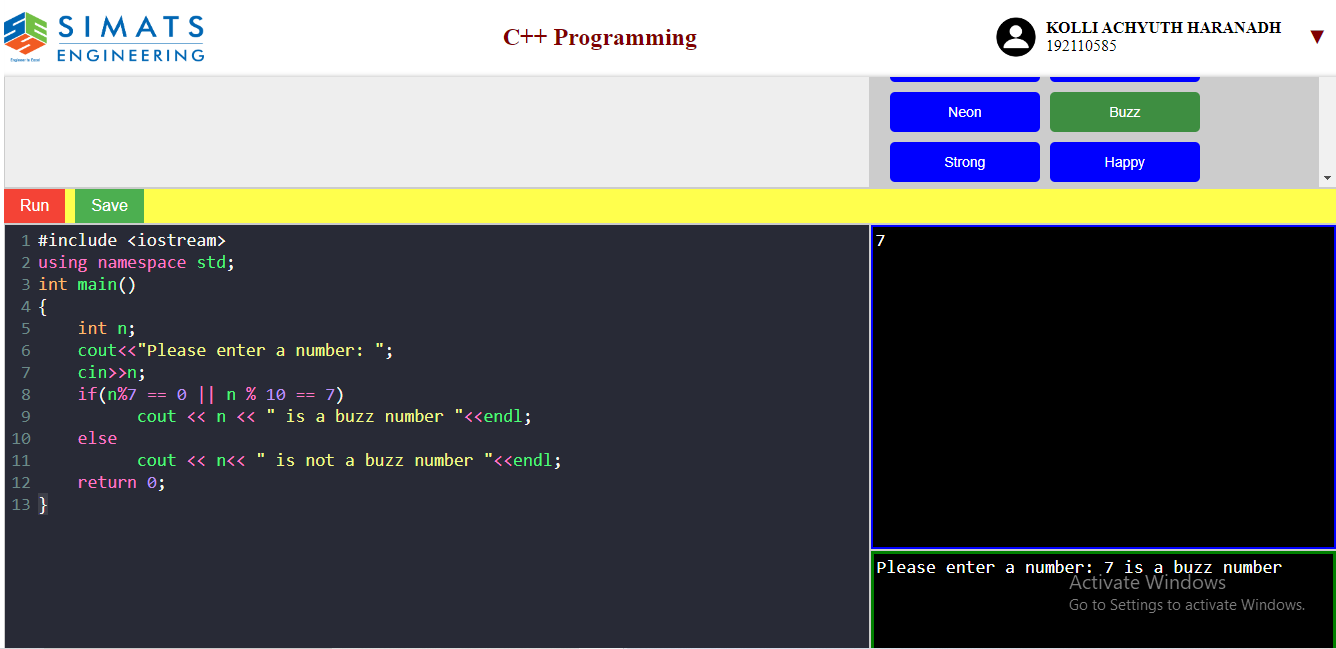 SIMATS
ENGINEERING
Engineer to Excel
C++ Programming
KOLLI ACHYUTH HARANADH
192110585
▼
Neon
Buzz
Strong
Happy
Run
Save
1 #include <iostream>
2 using namespace std;
3 int main()
4 {
5     int n;
6     cout<<"Please enter a number: ";
7     cin>>n;
8     if(n%7 == 0 || n % 10 == 7)
9           cout << n << " is a buzz number "<<endl;
10     else
11           cout << n<< " is not a buzz number "<<endl;
12     return 0;
13 }
7
Please enter a number: 7 is a buzz number
Activate Windows
Go to Settings to activate Windows.